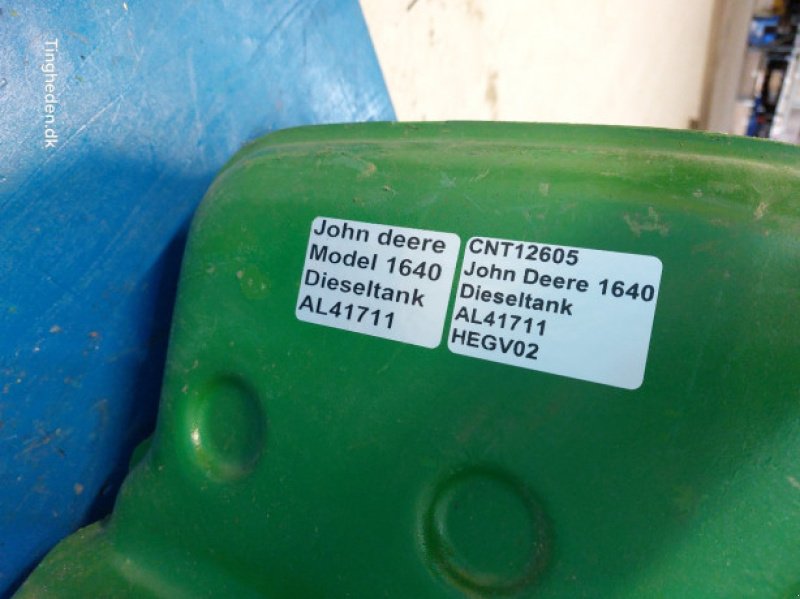 Tingheden.dk
John deere
Model 1640
Dieseltank
AL41711
CNT12605
John Deere 1640
Dieseltank
AL41711
HEGV02